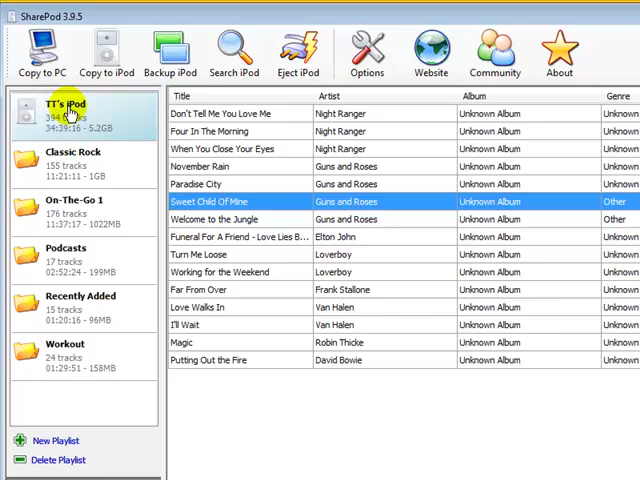 SharePod 3.9.5
Copy to PC Copy to iPod Backup iPod Search iPod Eject iPod Options Website Community About
TT's iPod
34:39:16 - 5.2GB
Classic Rock
155 tracks
11:21:11 - 1GB
On-The-Go 1
176 tracks
11:37:17 - 1022MB
Podcasts
17 tracks
02:52:24 - 199MB
Recently Added
15 tracks
01:20:16 - 96MB
Workout
24 tracks
01:29:51 - 158MB
New Playlist
Delete Playlist
Title Artist Album Genre
Don't Tell Me You Love Me Night Ranger Unknown Album Unknown
Four In The Morning Night Ranger Unknown Album Unknown
When You Close Your Eyes Night Ranger Unknown Album Unknown
November Rain Guns and Roses Unknown Album Unknown
Paradise City Guns and Roses Unknown Album Unknown
Sweet Child Of Mine Guns and Roses Unknown Album Other
Welcome to the Jungle Guns and Roses Unknown Album Other
Funeral For A Friend - Love Lies B... Elton John Unknown Album Unknown
Turn Me Loose Loverboy Unknown Album Unknown
Working for the Weekend Loverboy Unknown Album Unknown
Far From Over Frank Stallone Unknown Album Unknown
Love Walks In Van Halen Unknown Album Unknown
I'll Wait Van Halen Unknown Album Unknown
Magic Robin Thicke Unknown Album Unknown
Putting Out the Fire David Bowie Unknown Album Unknown